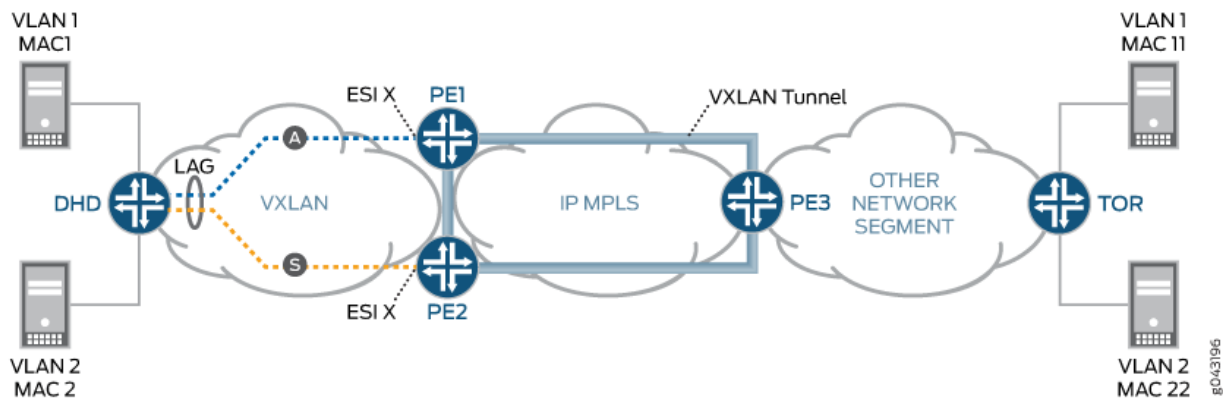 VLAN 1
MAC1
VLAN 1
MAC 11
ESI X
PE1
VXLAN Tunnel
A
LAG
DHD
VXLAN
IP MPLS
PE3
OTHER
NETWORK
SEGMENT
TOR
S
ESI X
PE2
VLAN 2
MAC 2
VLAN 2
MAC 22
g043196